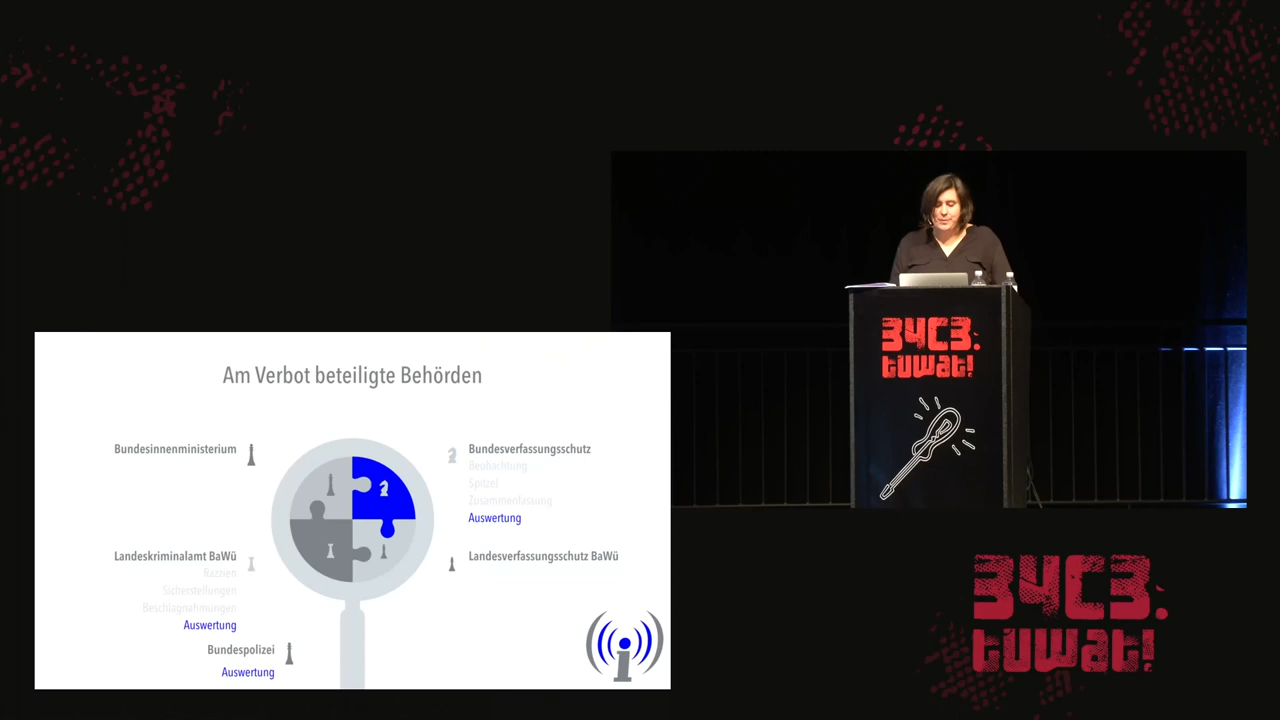 Am Verbot beteiligte Behörden
Bundesinnenministerium
Bundesverfassungsschutz
Beobachtung
Spitzel
Zusammenfassung
Auswertung
Landeskriminalamt BaWü
Razzien
Sicherstellungen
Beschlagnahmungen
Auswertung
Landesverfassungsschutz BaWü
Bundespolizei
Auswertung
i
34C3.
tuwat!
34C3.
tuwat!